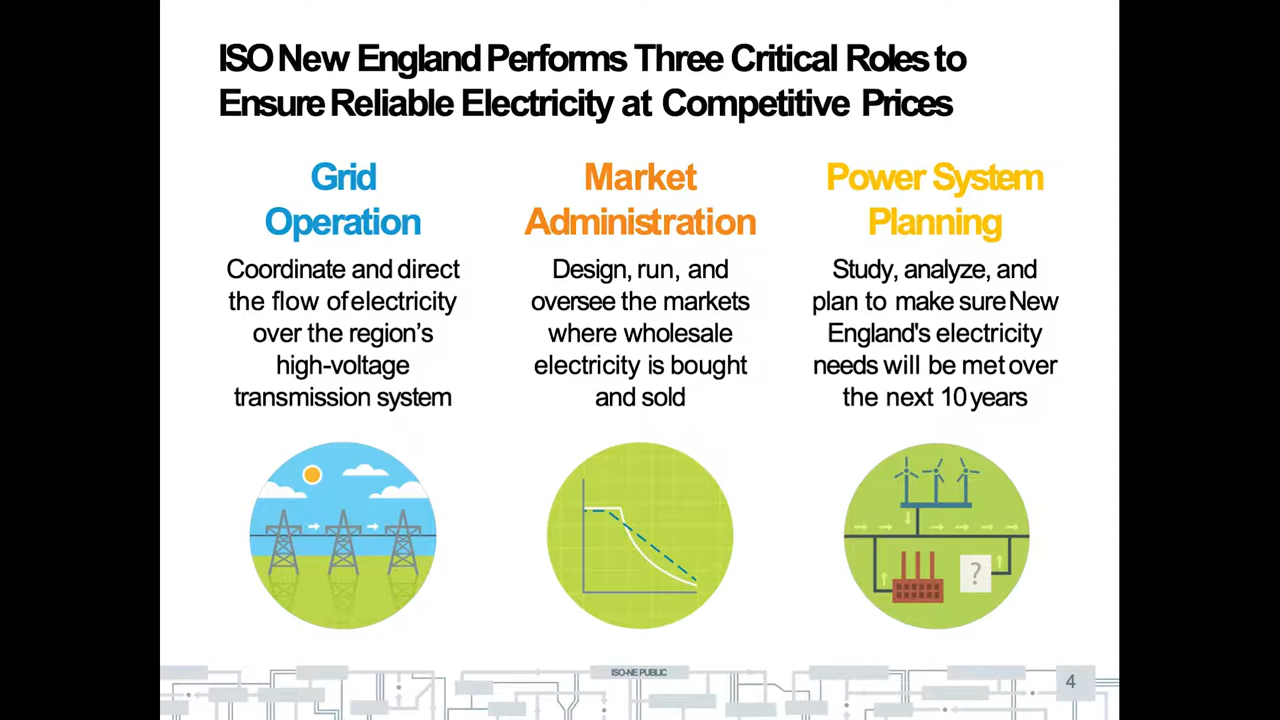 ISO New England Performs Three Critical Roles to
Ensure Reliable Electricity at Competitive Prices
Grid
Operation
Coordinate and direct
the flow of electricity
over the region's
high-voltage
transmission system
Market
Administration
Design, run, and
oversee the markets
where wholesale
electricity is bought
and sold
Power System
Planning
Study, analyze, and
plan to make sure New
England's electricity
needs will be met over
the next 10 years
?
ISO-NE PUBLIC
4